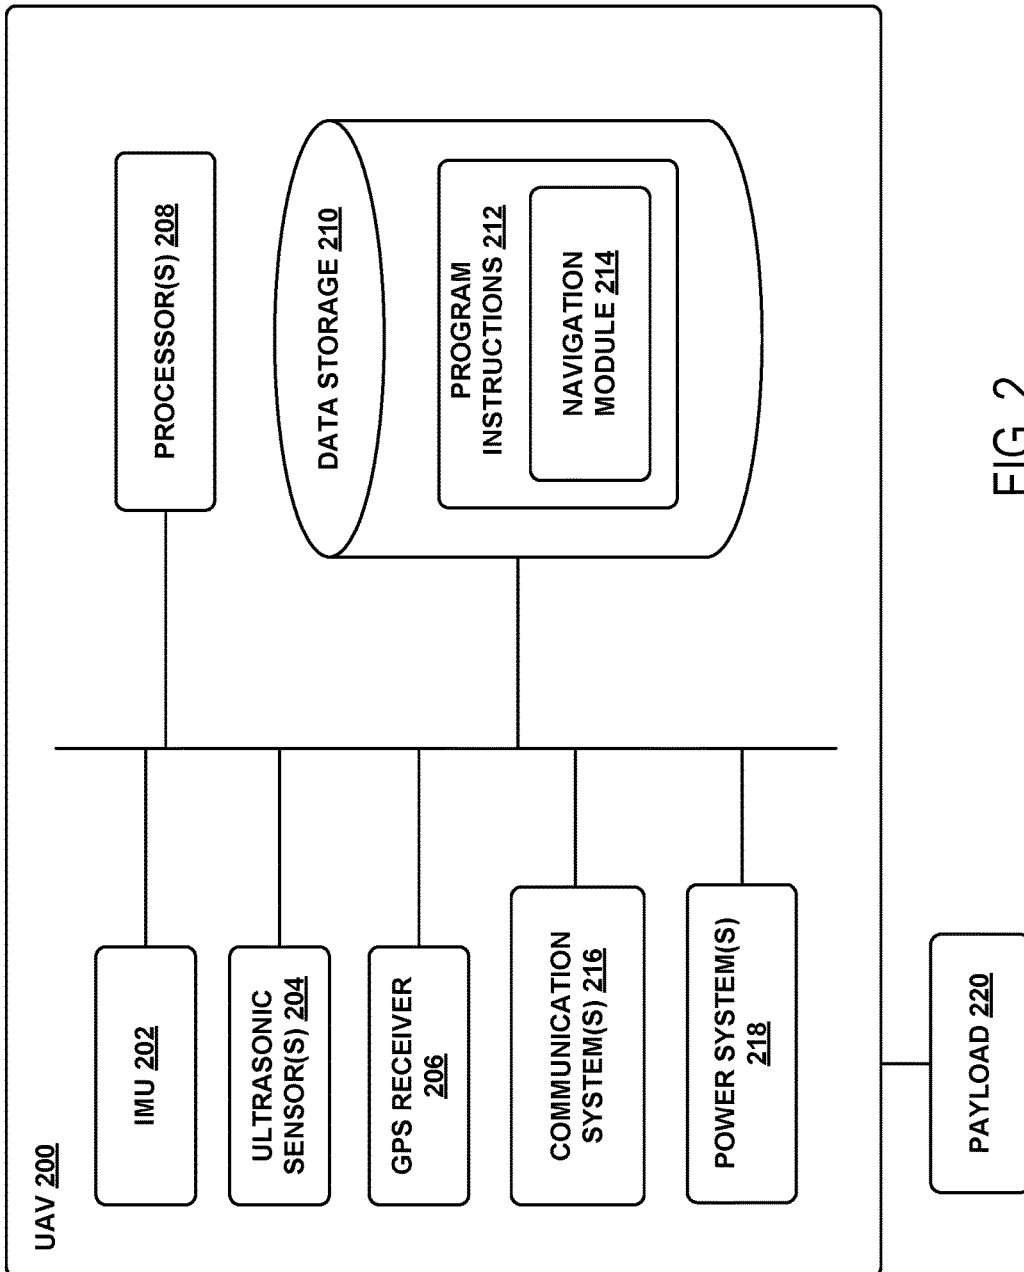 UAV 200
IMU 202
ULTRASONIC
SENSOR(S) 204
GPS RECEIVER
206
COMMUNICATION
SYSTEM(S) 216
POWER SYSTEM(S)
218
PROCESSOR(S) 208
DATA STORAGE 210
PROGRAM
INSTRUCTIONS 212
NAVIGATION
MODULE 214
PAYLOAD 220
FIG. 2